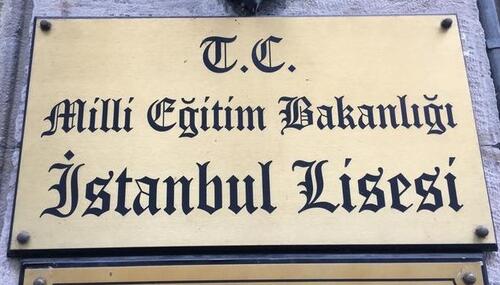 T.C.
Milli Eğitim Bakanlığı
İstanbul Lisesi